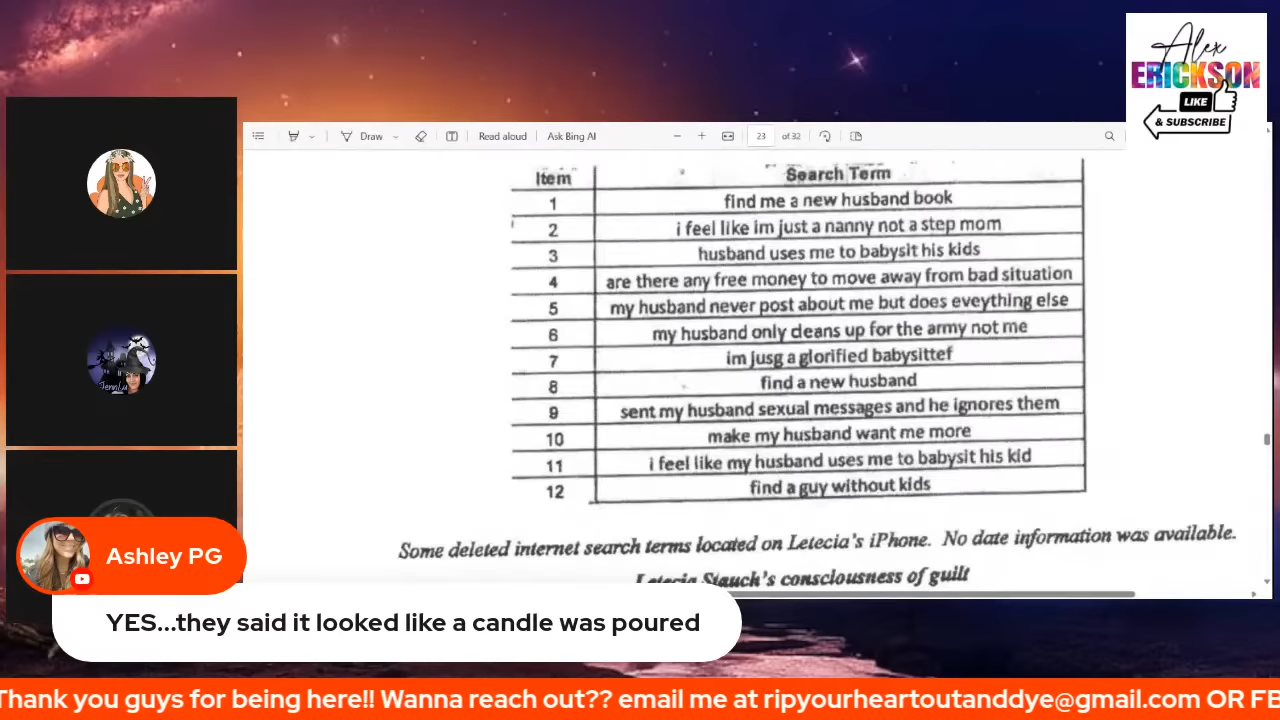 Alex
ERICKSON
LIKE
& SUBSCRIBE
Draw
Read aloud
Ask Bing AI
23
of 32
Item
Search Term
1
find me a new husband book
2
i feel like im just a nanny not a step mom
3
husband uses me to babysit his kids
4
are there any free money to move away from bad situation
5
my husband never post about me but does eveything else
6
my husband only cleans up for the army not me
7
im jusg a glorified babysittef
8
find a new husband
9
sent my husband sexual messages and he ignores them
10
make my husband want me more
11
i feel like my husband uses me to babysit his kid
12
find a guy without kids
Some deleted internet search terms located on Letecia's iPhone. No date information was available.
Letecia Stauch's consciousness of guilt
JennLu
Ashley PG
YES...they said it looked like a candle was poured
Thank you guys for being here!! Wanna reach out?? email me at ripyourheartoutanddye@gmail.com OR FB